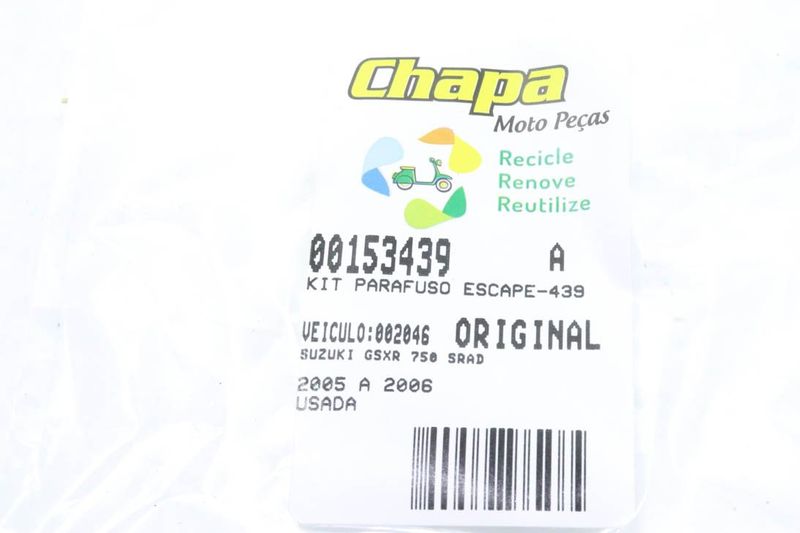 Chapa
Moto Peças
Recicle
Renove
Reutilize
00153439 A
KIT PARAFUSO ESCAPE-439
VEICULO:002046 ORIGINAL
SUZUKI GSXR 750 SRAD
2005 A 2006
USADA